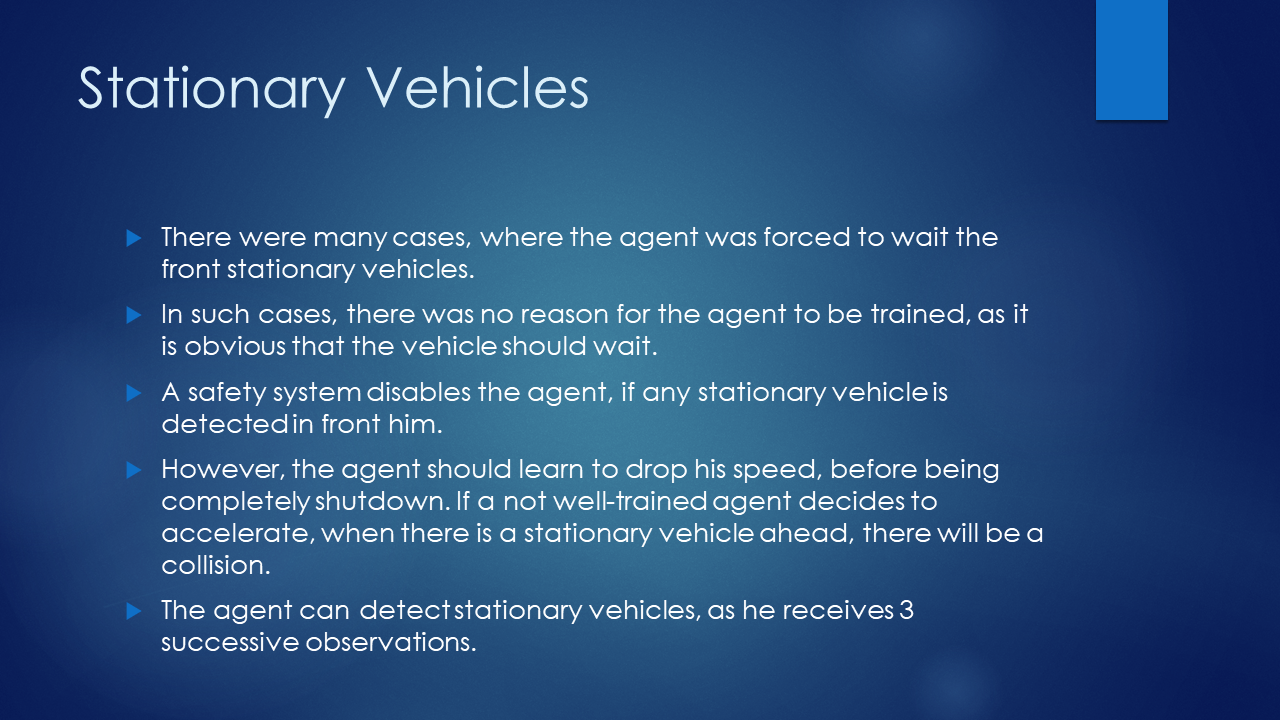 Stationary Vehicles
There were many cases, where the agent was forced to wait the
front stationary vehicles.
In such cases, there was no reason for the agent to be trained, as it
is obvious that the vehicle should wait.
A safety system disables the agent, if any stationary vehicle is
detected in front him.
However, the agent should learn to drop his speed, before being
completely shutdown. If a not well-trained agent decides to
accelerate, when there is a stationary vehicle ahead, there will be a
collision.
The agent can detect stationary vehicles, as he receives 3
successive observations.